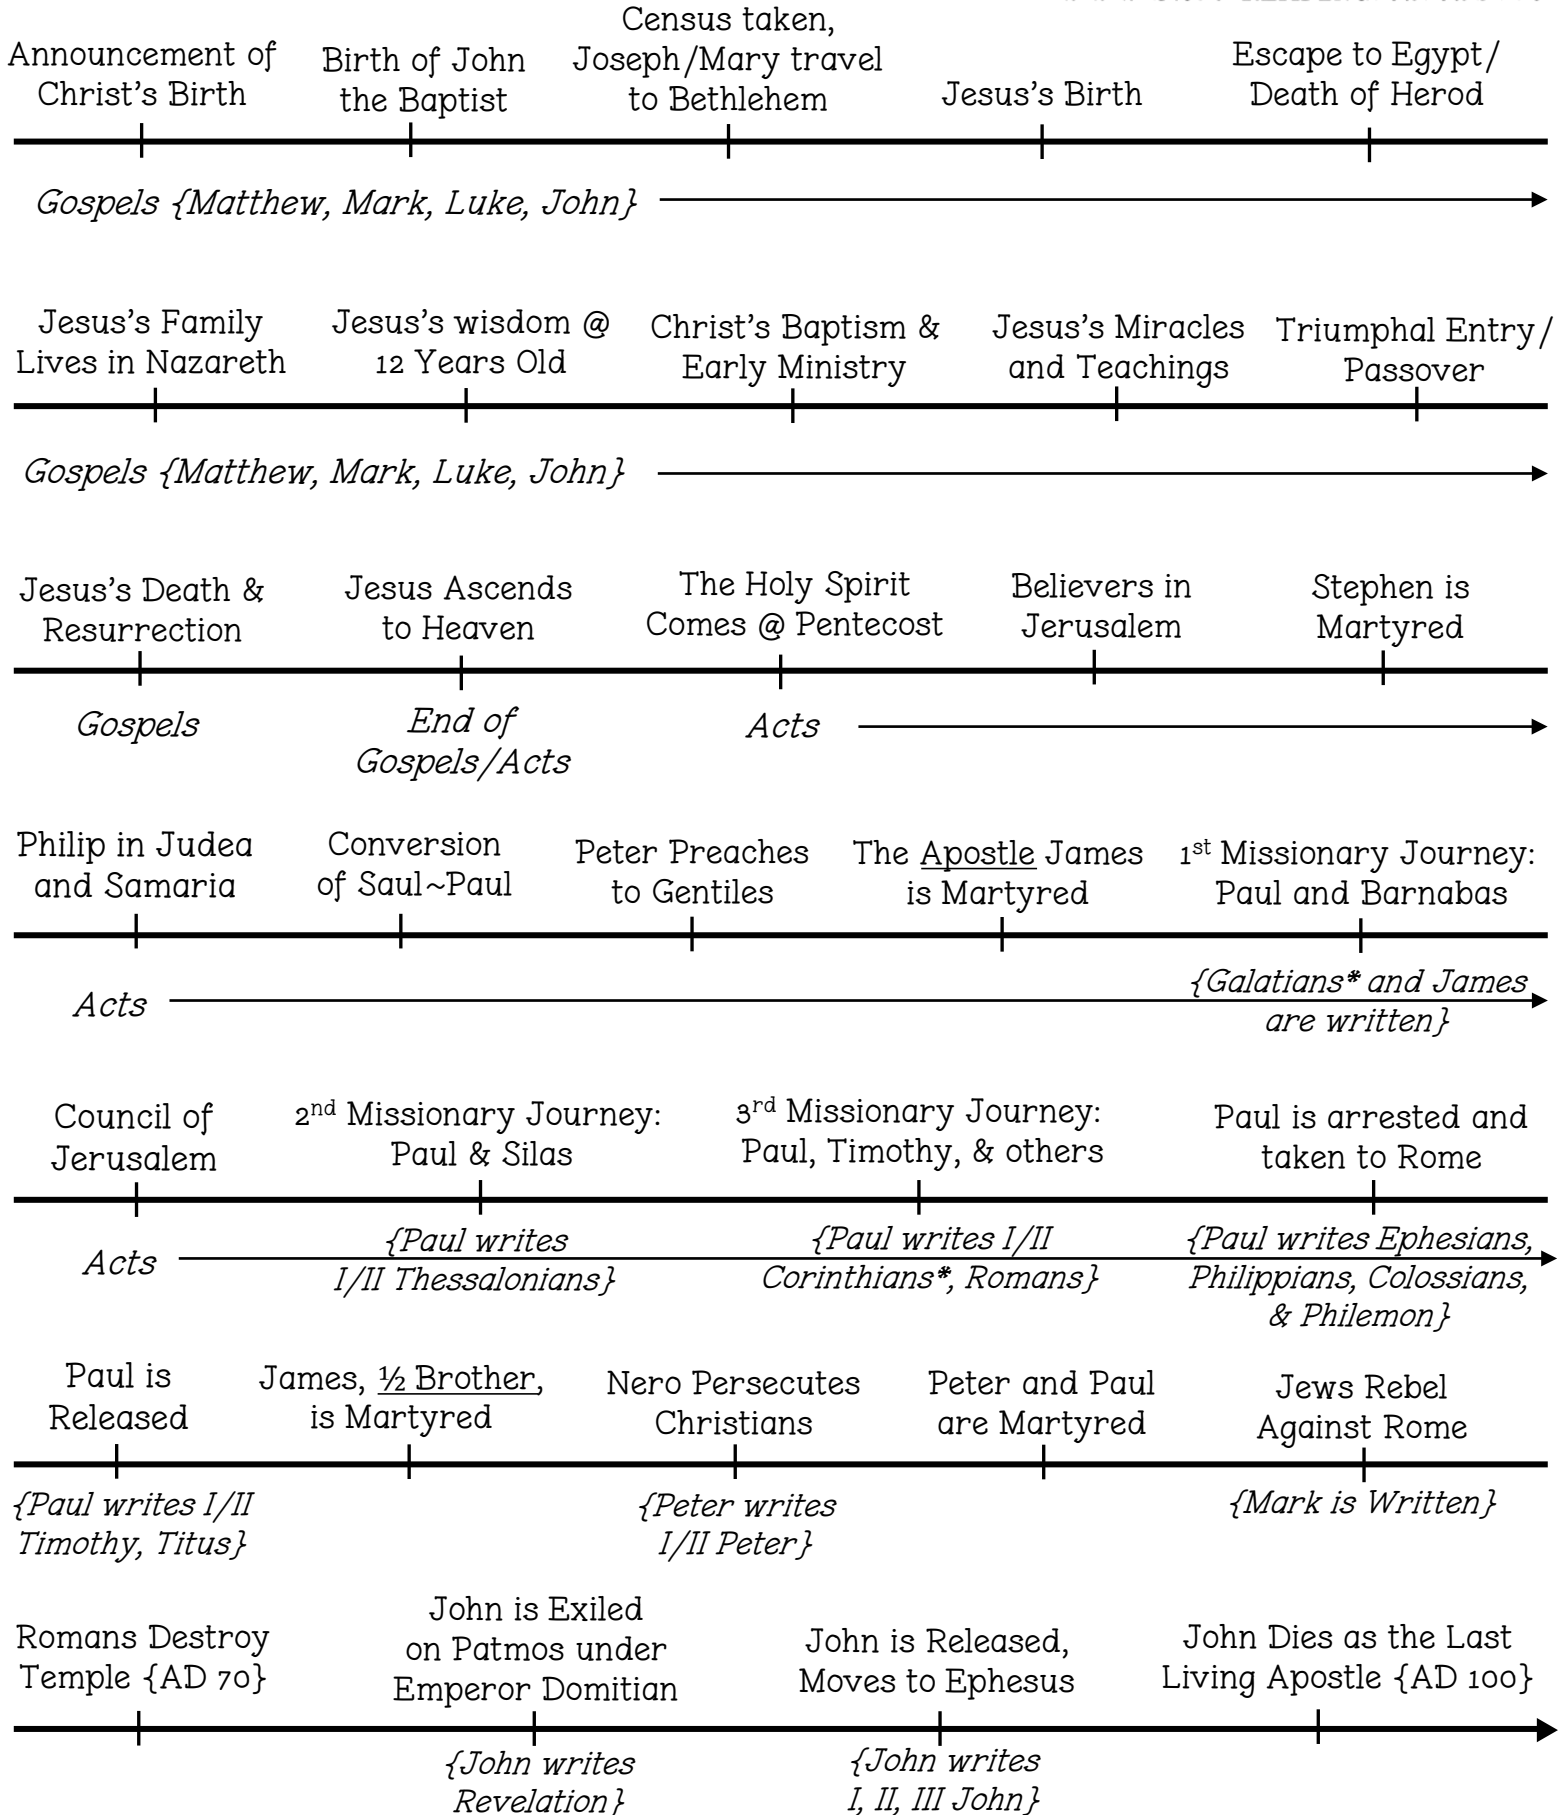 Announcement of
Christ's Birth
Birth of John
the Baptist
Census taken,
Joseph/Mary travel
to Bethlehem
Jesus's Birth
Escape to Egypt/
Death of Herod
Gospels {Matthew, Mark, Luke, John}
Jesus's Family
Lives in Nazareth
Jesus's wisdom @
12 Years Old
Christ's Baptism &
Early Ministry
Jesus's Miracles
and Teachings
Triumphal Entry/
Passover
Gospels {Matthew, Mark, Luke, John}
Jesus's Death &
Resurrection
Jesus Ascends
to Heaven
The Holy Spirit
Comes @ Pentecost
Believers in
Jerusalem
Stephen is
Martyred
Gospels
End of
Gospels/Acts
Acts
Philip in Judea
and Samaria
Conversion
of Saul~Paul
Peter Preaches
to Gentiles
The Apostle James
is Martyred
1st Missionary Journey:
Paul and Barnabas
Acts
{Galatians* and James
are written}
Council of
Jerusalem
2nd Missionary Journey:
Paul & Silas
3rd Missionary Journey:
Paul, Timothy, & others
Paul is arrested and
taken to Rome
Acts
{Paul writes
I/II Thessalonians}
{Paul writes I/II
Corinthians*, Romans}
{Paul writes Ephesians,
Philippians, Colossians,
& Philemon}
Paul is
Released
James, ½ Brother,
is Martyred
Nero Persecutes
Christians
Peter and Paul
are Martyred
Jews Rebel
Against Rome
{Paul writes I/II
Timothy, Titus}
{Peter writes
I/II Peter}
{Mark is Written}
Romans Destroy
Temple {AD 70}
John is Exiled
on Patmos under
Emperor Domitian
John is Released,
Moves to Ephesus
John Dies as the Last
Living Apostle {AD 100}
{John writes
Revelation}
{John writes
I, II, III John}